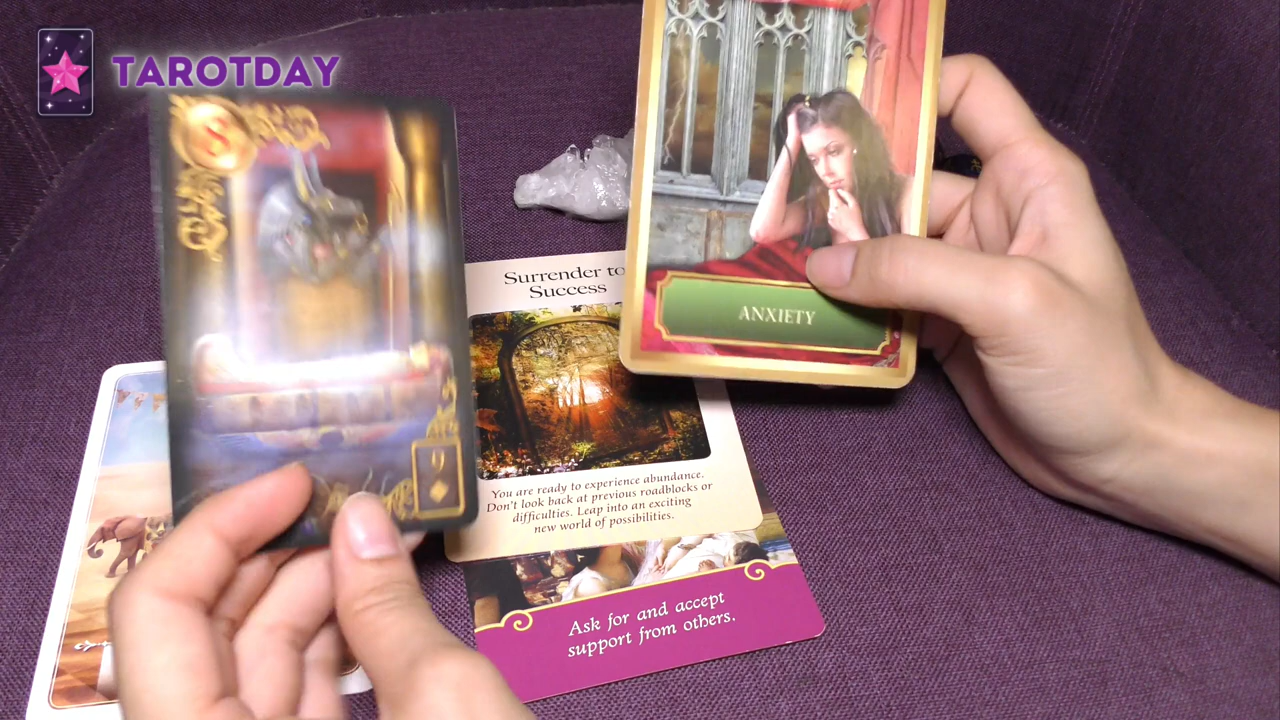 TAROTDAY
8
Surrender to
Success
ANXIETY
You are ready to experience abundance.
Don't look back at previous roadblocks or
difficulties. Leap into an exciting
new world of possibilities.
Ask for and accept
support from others.